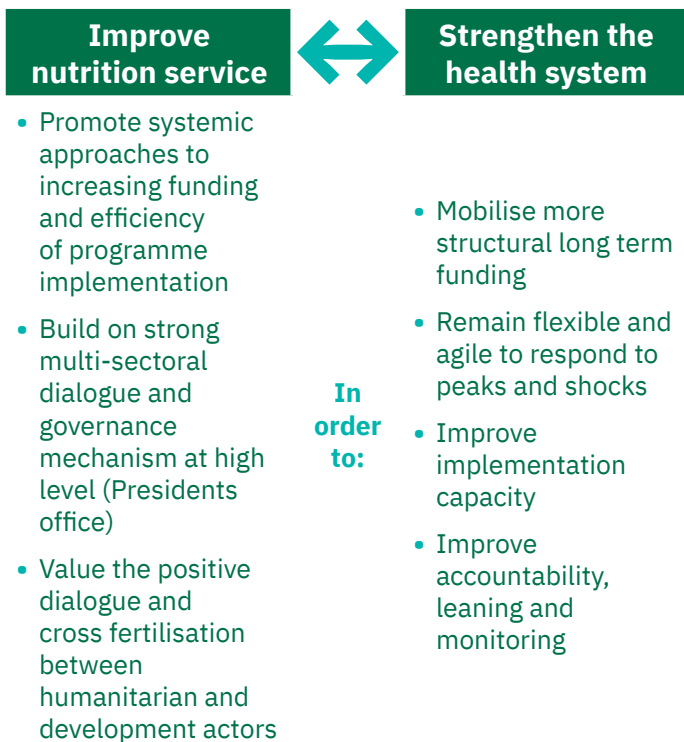 Improve
nutrition service
Strengthen the
health system
• Promote systemic
approaches to
increasing funding
and efficiency
of programme
implementation
• Build on strong
multi-sectoral
dialogue and
governance
mechanism at high
level (Presidents
office)
• Value the positive
dialogue and
cross fertilisation
between
humanitarian and
development actors
In
order
to:
• Mobilise more
structural long term
funding
• Remain flexible and
agile to respond to
peaks and shocks
• Improve
implementation
capacity
• Improve
accountability,
leaning and
monitoring